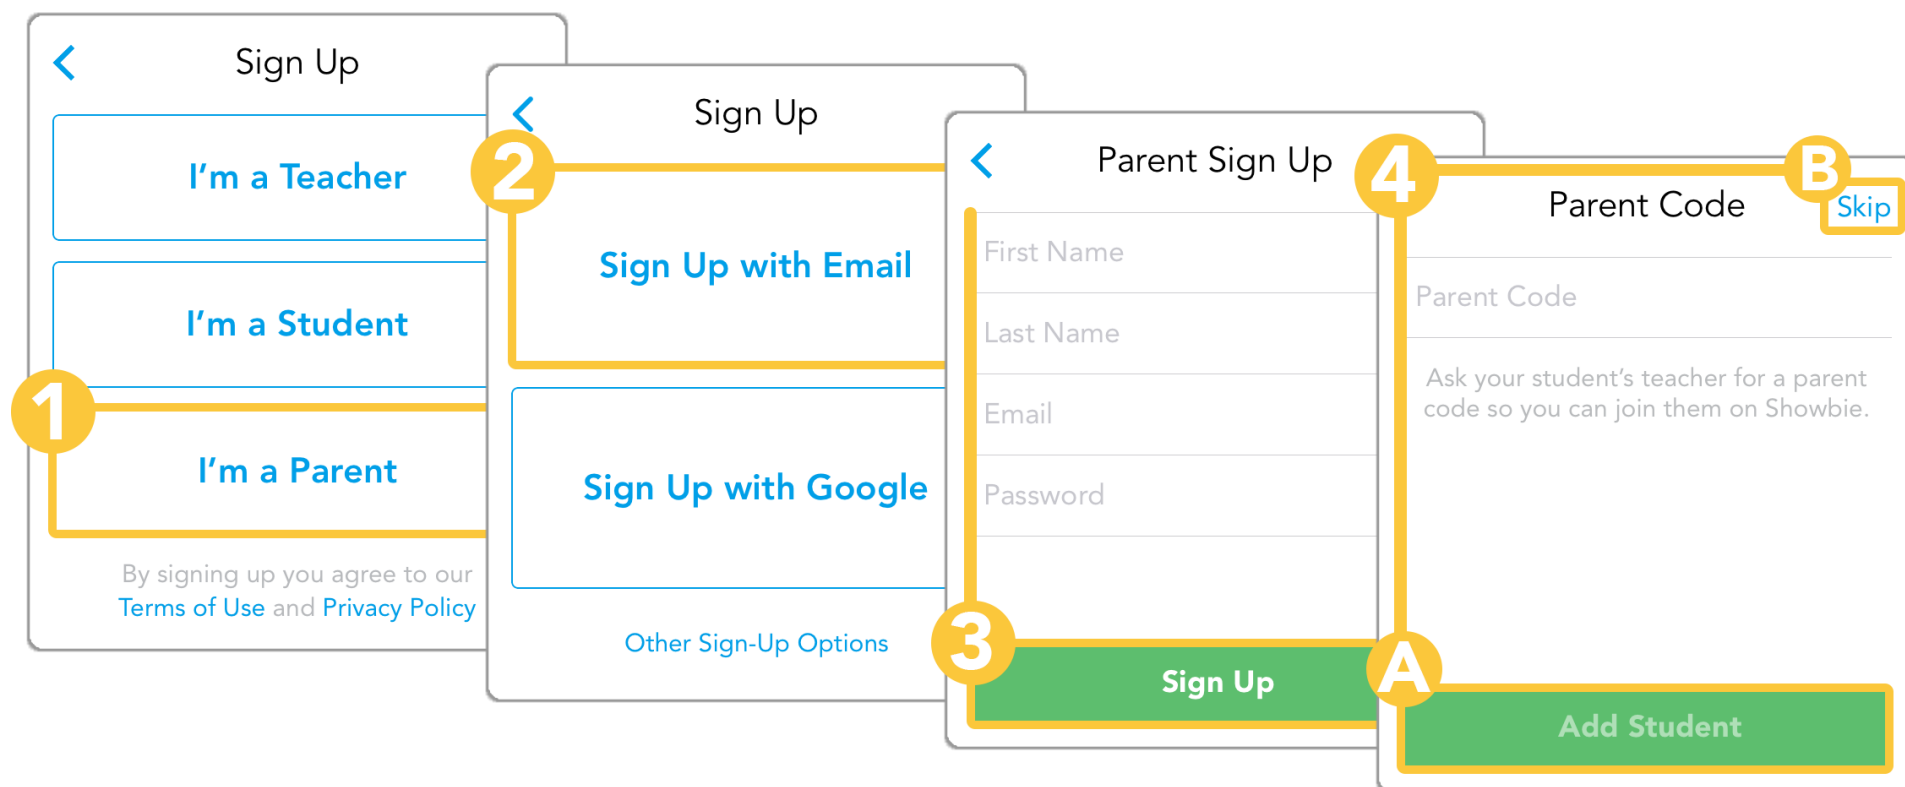 Sign Up
I’m a Teacher
I’m a Student
1
I’m a Parent
By signing up you agree to our
Terms of Use and Privacy Policy
Sign Up
2
Sign Up with Email
Sign Up with Google
Other Sign-Up Options
Parent Sign Up
First Name
Last Name
Email
Password
3
Sign Up
4
B
Parent Code
Skip
Parent Code
Ask your student’s teacher for a parent
code so you can join them on Showbie.
A
Add Student